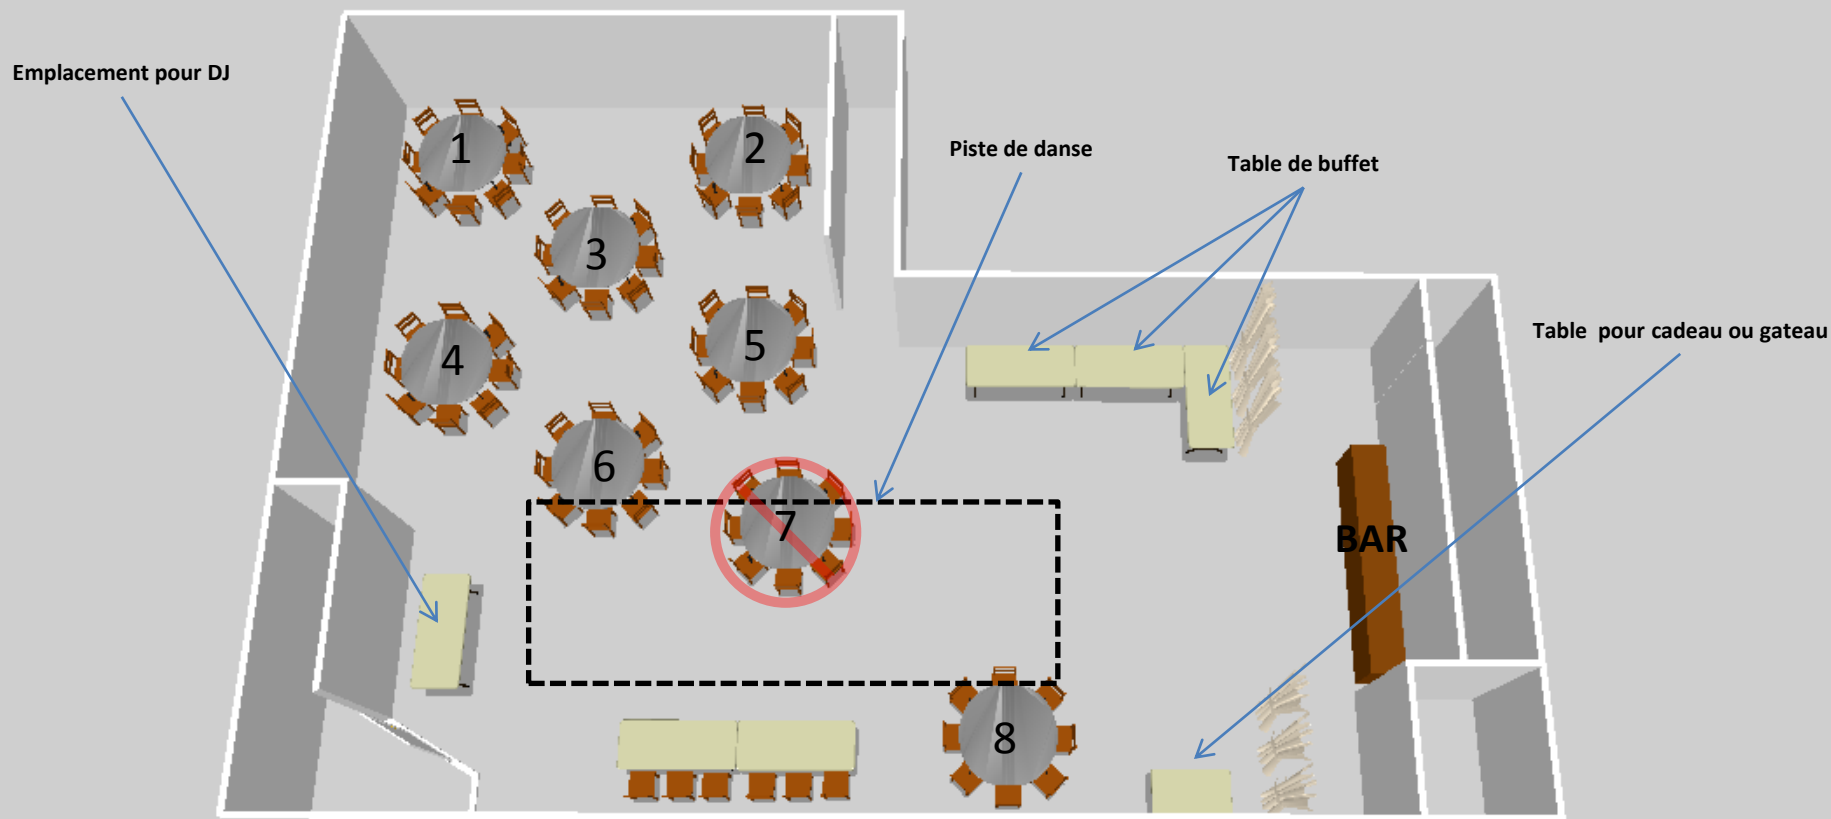 Emplacement pour DJ
1
2
Piste de danse
Table de buffet
3
Table  pour cadeau ou gateau
5
4
6
7
BAR
8